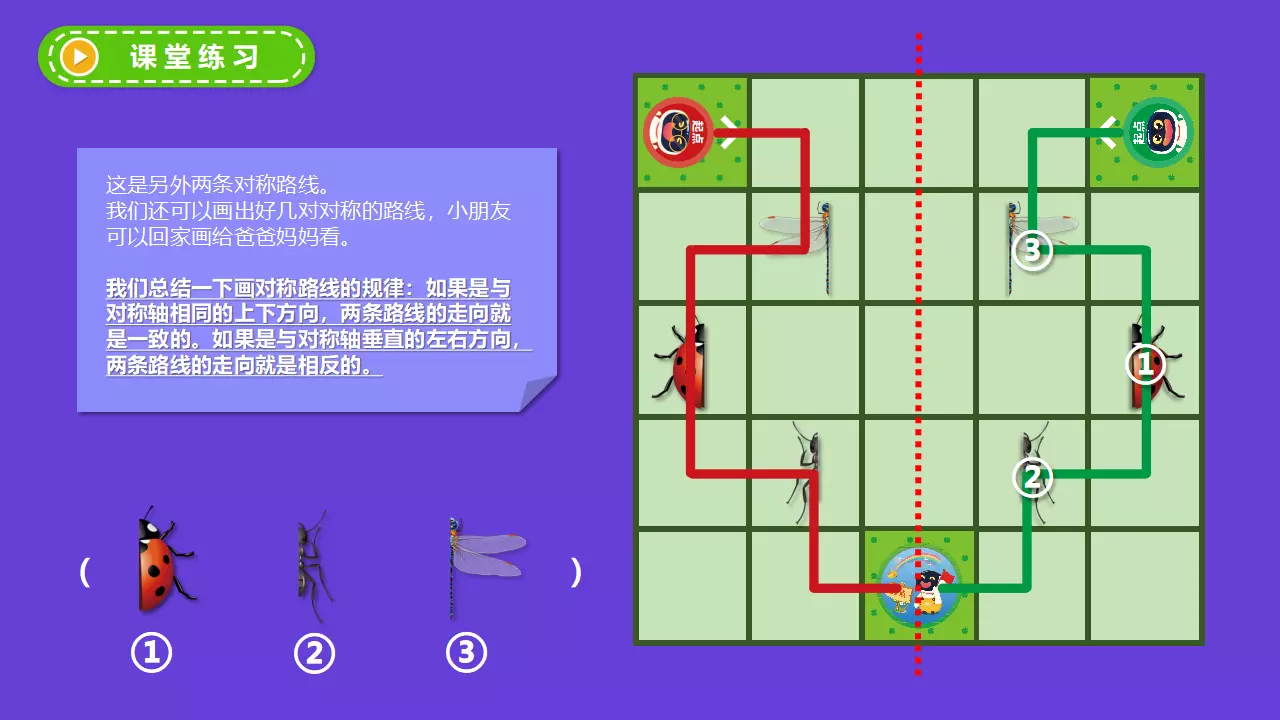 课堂练习
这是另外两条对称路线。
我们还可以画出好几对对称的路线，小朋友
可以回家画给爸爸妈妈看。
我们总结一下画对称路线的规律：如果是与
对称轴相同的上下方向，两条路线的走向就
是一致的。如果是与对称轴垂直的左右方向，
两条路线的走向就是相反的。
起点
起点
③
①
②
( )
① ② ③